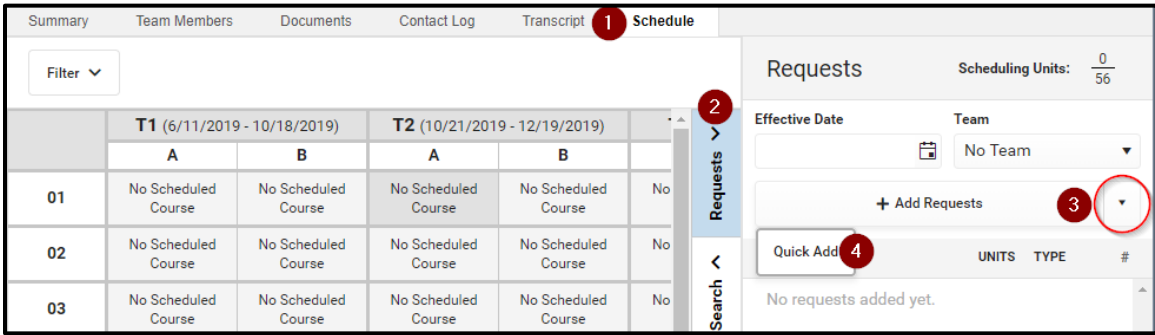 Summary Team Members Documents Contact Log Transcript 1 Schedule
Filter
T1 (6/11/2019 - 10/18/2019) T2 (10/21/2019 - 12/19/2019)
A B A B
01 No Scheduled Course No Scheduled Course No Scheduled Course No Scheduled Course No
02 No Scheduled Course No Scheduled Course No Scheduled Course No Scheduled Course No
03 No Scheduled Course No Scheduled Course No Scheduled Course No Scheduled Course No
2
Requests
Search
Requests Scheduling Units: 0
56
Effective Date Team
No Team
+ Add Requests 3
Quick Add 4 UNITS TYPE #
No requests added yet.